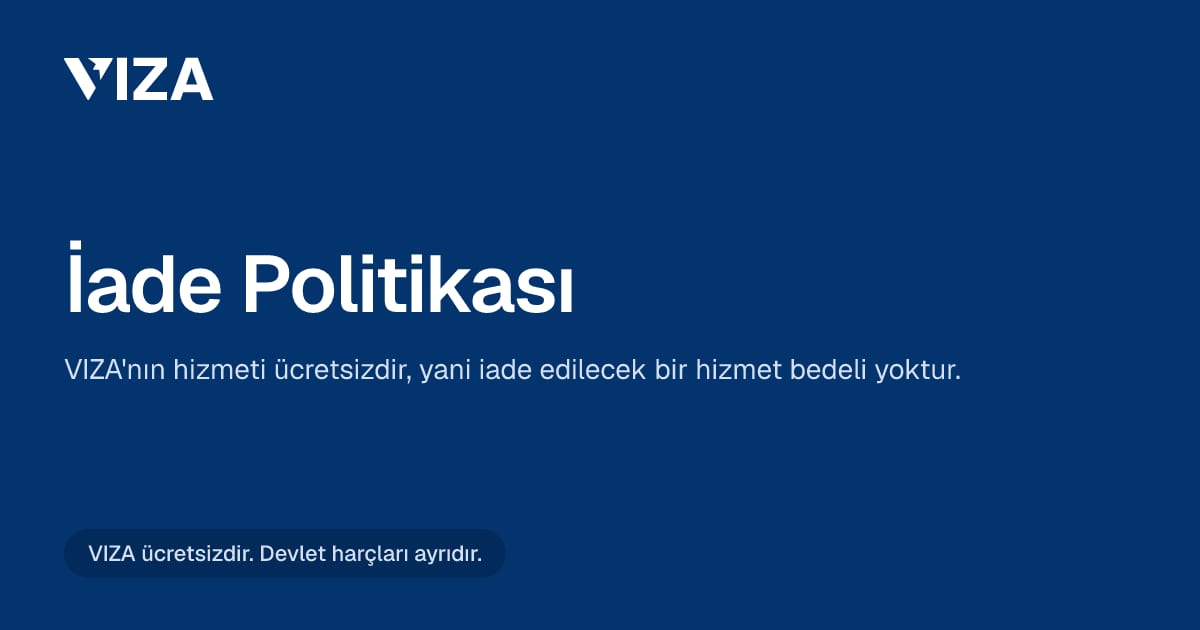 VIZA
İade Politikası
VIZA'nın hizmeti ücretsizdir, yani iade edilecek bir hizmet bedeli yoktur.
VIZA ücretsizdir. Devlet harçları ayrıdır.